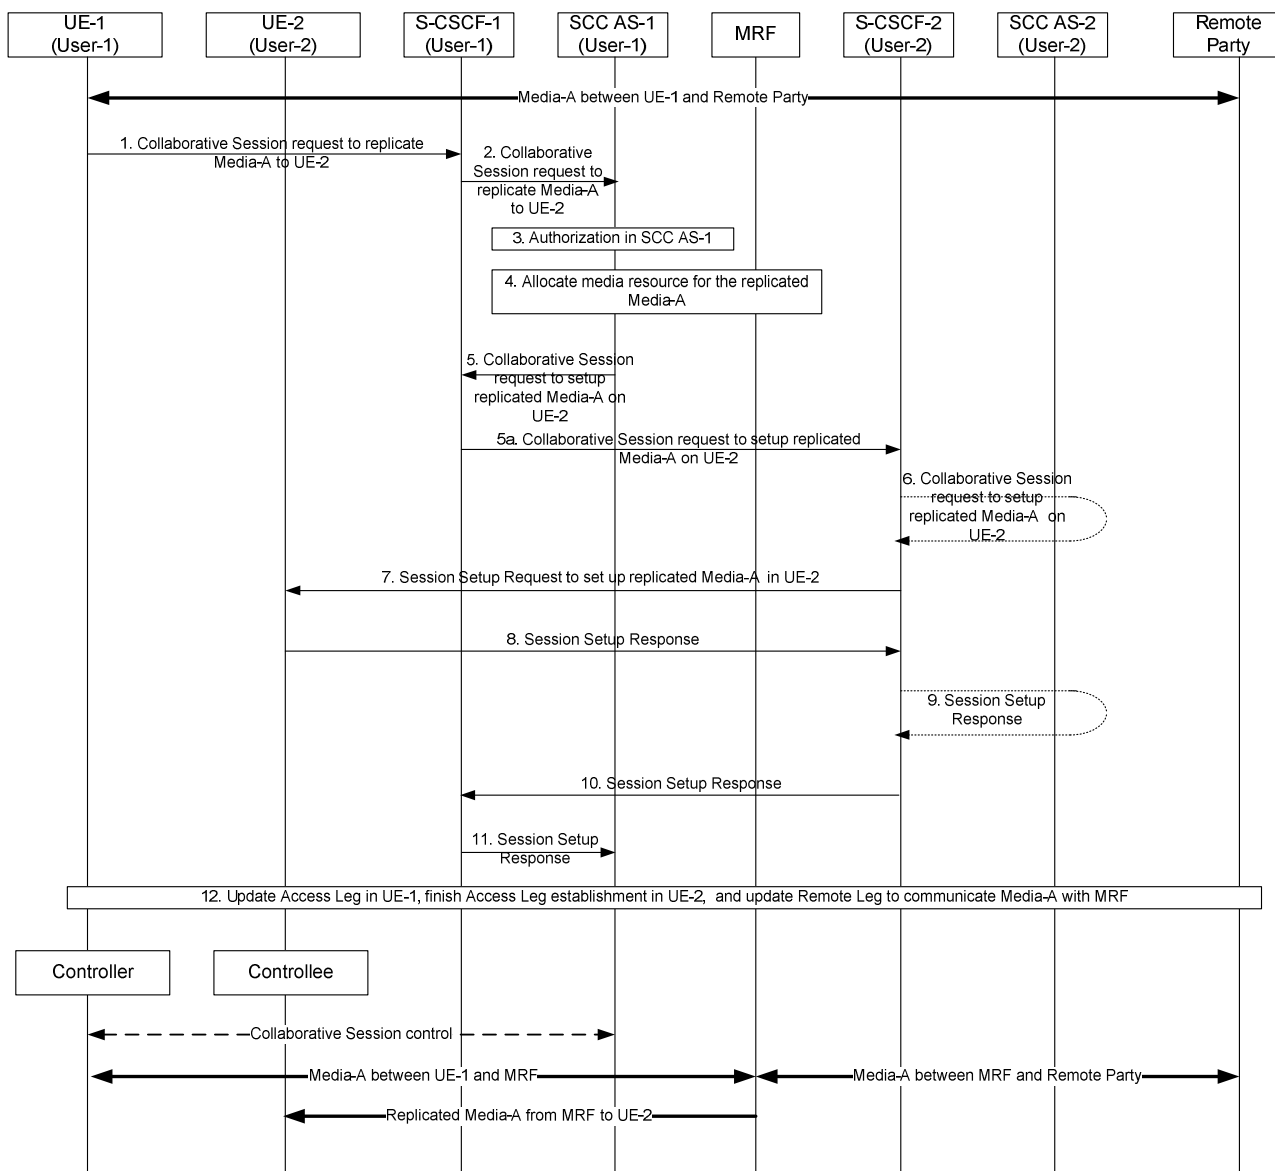 UE-1
(User-1)
UE-2
(User-2)
S-CSCF-1
(User-1)
SCC AS-1
(User-1)
MRF
S-CSCF-2
(User-2)
SCC AS-2
(User-2)
Remote
Party
Media-A between UE-1 and Remote Party
1. Collaborative Session request to replicate
Media-A to UE-2
2. Collaborative
Session request to
replicate Media-A
to UE-2
3. Authorization in SCC AS-1
4. Allocate media resource for the replicated
Media-A
5. Collaborative Session
request to setup
replicated Media-A on
UE-2
5a. Collaborative Session request to setup replicated
Media-A on UE-2
6. Collaborative Session
request to setup
replicated Media-A on
UE-2
7. Session Setup Request to set up replicated Media-A in UE-2
8. Session Setup Response
9. Session Setup
Response
10. Session Setup Response
11. Session Setup
Response
12. Update Access Leg in UE-1, finish Access Leg establishment in UE-2, and update Remote Leg to communicate Media-A with MRF
Controller
Controllee
Collaborative Session control
Media-A between UE-1 and MRF
Media-A between MRF and Remote Party
Replicated Media-A from MRF to UE-2